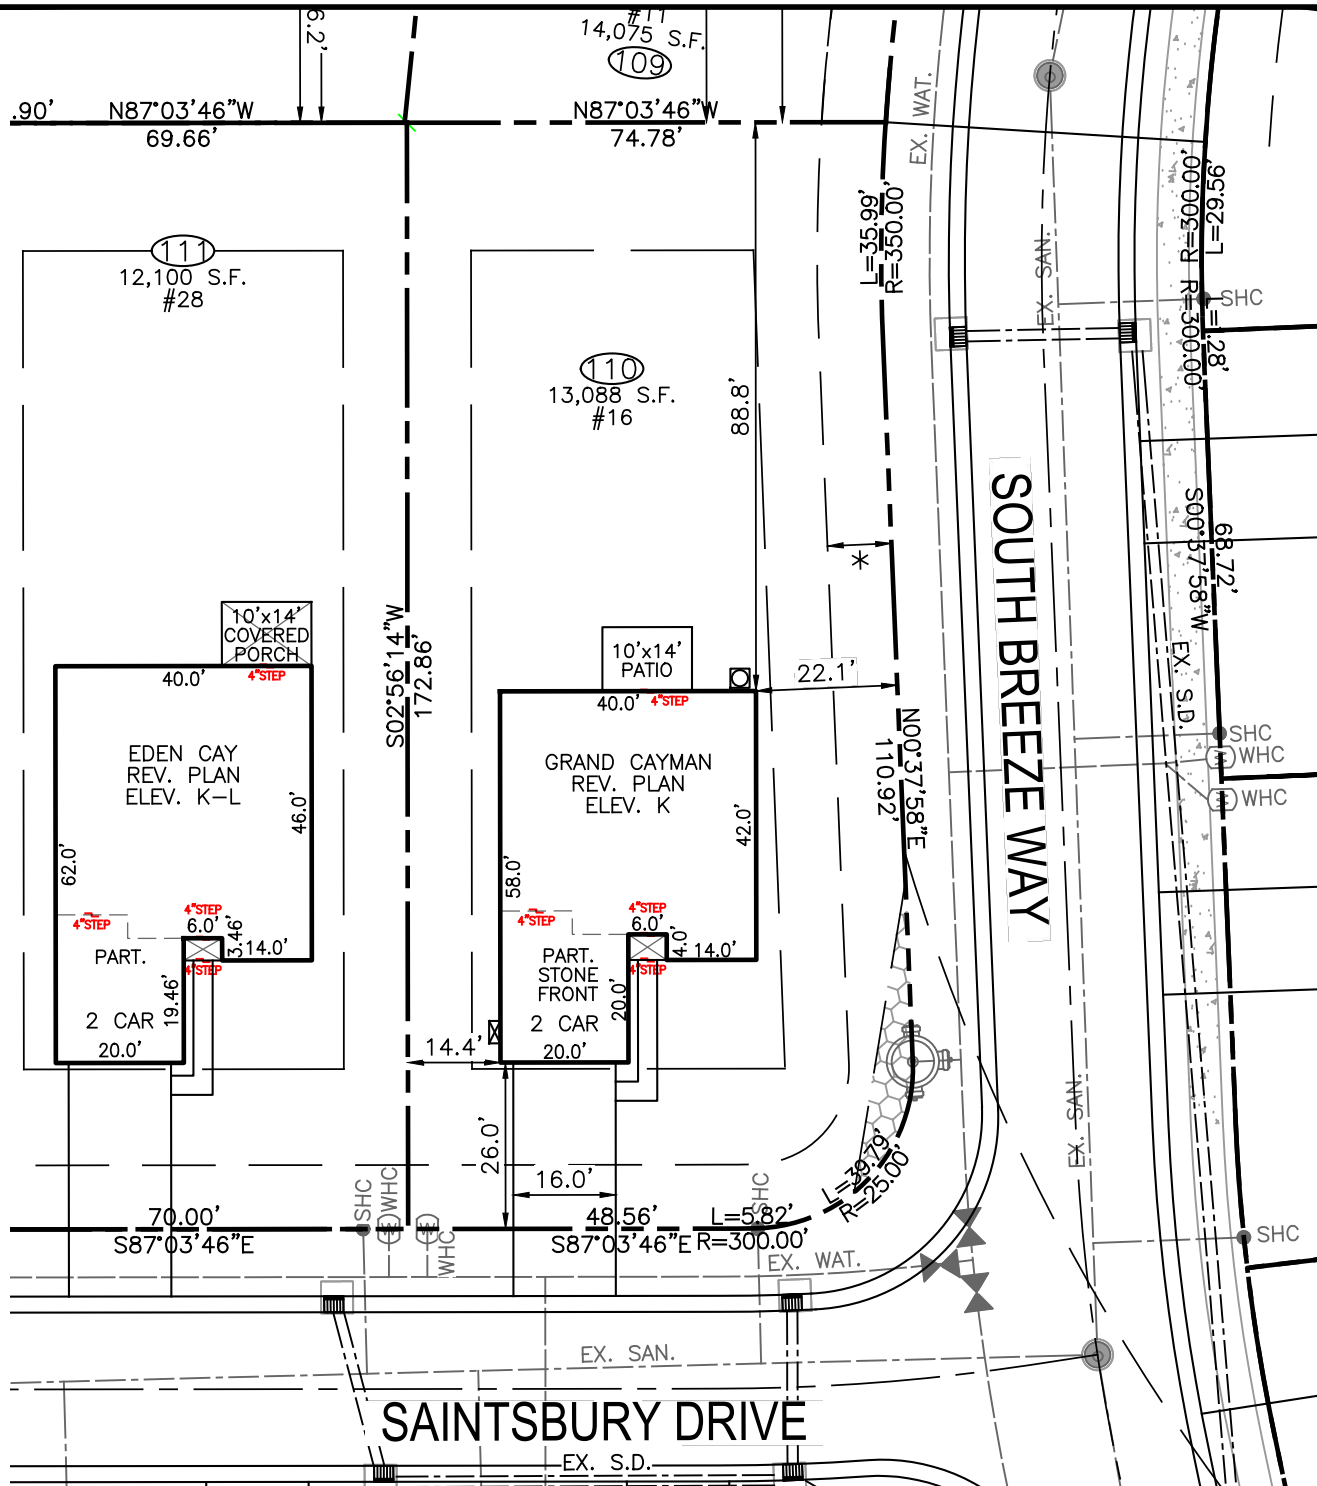 6.2'
#11
14,075 S.F.
109
.90'
N87°03'46"W
69.66'
N87°03'46"W
74.78'
EX. WAT.
L=35.99'
R=350.00'
EX. SAN.
R=300.00'
L=29.56'
SHC
R=300.00'
111
12,100 S.F.
#28
110
13,088 S.F.
#16
88.8'
*
SOUTH BREEZE WAY
S00°37'58"W
68.72'
EX. S.D.
SHC
WHC
W
WHC
W
10'x14'
COVERED
PORCH
4"STEP
40.0'
EDEN CAY
REV. PLAN
ELEV. K-L
46.0'
62.0'
4"STEP
4"STEP
6.0'
3.46'
14.0'
4"STEP
PART.
19.46'
2 CAR
20.0'
S02°56'14"W
172.86'
10'x14'
PATIO
40.0'
4"STEP
22.1'
GRAND CAYMAN
REV. PLAN
ELEV. K
42.0'
58.0'
4"STEP
4"STEP
6.0'
4.0'
14.0'
4"STEP
PART.
STONE
FRONT
20.0'
2 CAR
20.0'
N00°37'58"E
110.92'
14.4'
26.0'
16.0'
EX. SAN.
L=39.79'
R=25.00'
SHC
WHC
W
W
WHC
SHC
70.00'
S87°03'46"E
48.56'
S87°03'46"E
L=5.82'
R=300.00'
EX. WAT.
SHC
EX. SAN.
SAINTSBURY DRIVE
EX. S.D.